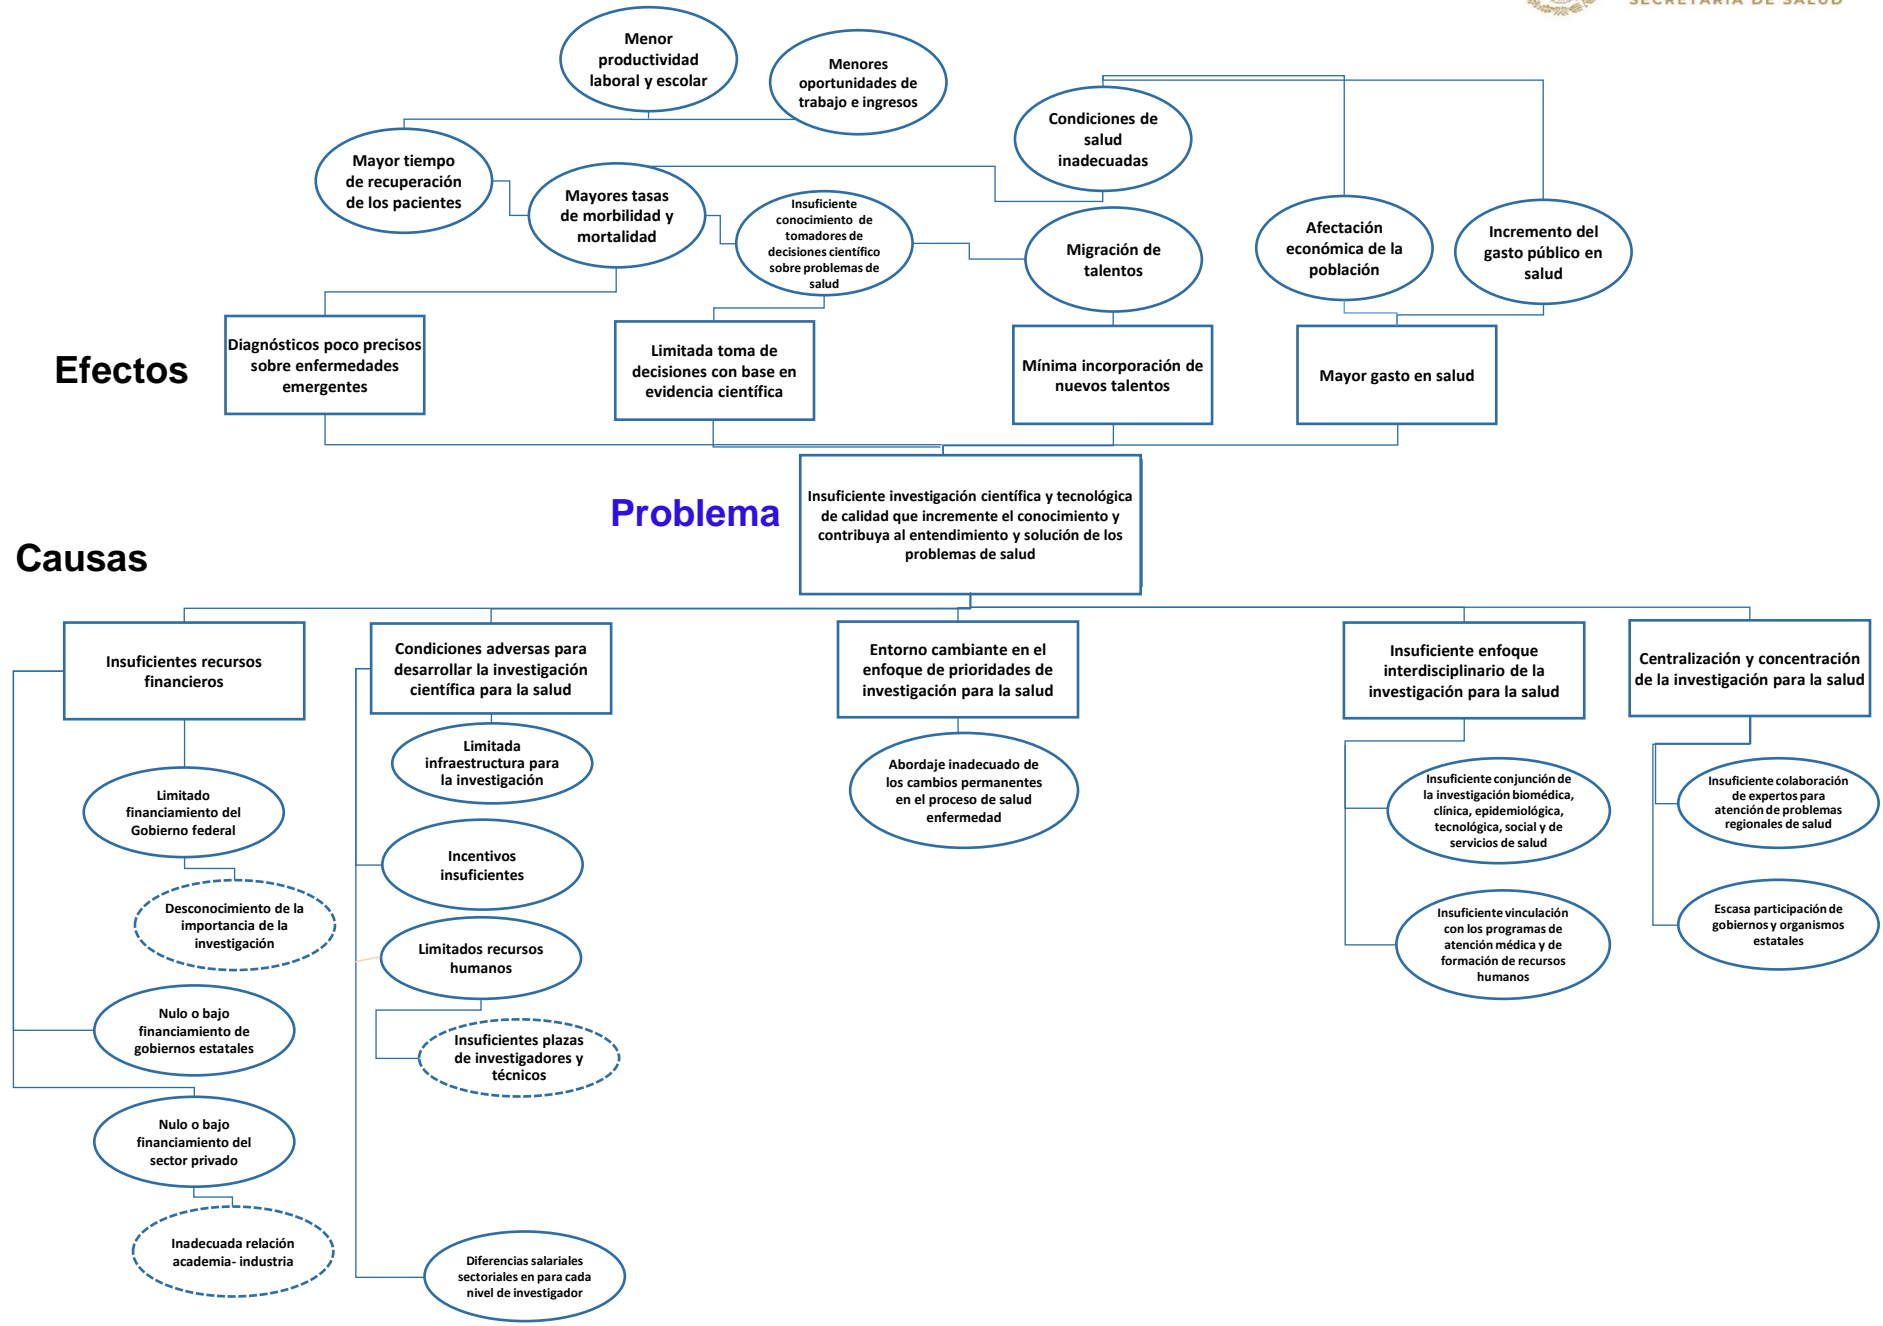 SECRETARÍA DE SALUD
Menor
productividad
laboral y escolar
Menores
oportunidades de
trabajo e ingresos
Condiciones de
salud
inadecuadas
Mayor tiempo
de recuperación
de los pacientes
Mayores tasas
de morbilidad y
mortalidad
Insuficiente
conocimiento de
tomadores de
decisiones científico
sobre problemas de
salud
Migración de
talentos
Afectación
económica de la
población
Incremento del
gasto público en
salud
Efectos
Diagnósticos poco precisos
sobre enfermedades
emergentes
Limitada toma de
decisiones con base en
evidencia científica
Mínima incorporación de
nuevos talentos
Mayor gasto en salud
Problema
Insuficiente investigación científica y tecnológica
de calidad que incremente el conocimiento y
contribuya al entendimiento y solución de los
problemas de salud
Causas
Insuficientes recursos
financieros
Condiciones adversas para
desarrollar la investigación
científica para la salud
Entorno cambiante en el
enfoque de prioridades de
investigación para la salud
Insuficiente enfoque
interdisciplinario de la
investigación para la salud
Centralización y concentración
de la investigación para la salud
Limitado
financiamiento del
Gobierno federal
Desconocimiento de la
importancia de la
investigación
Nulo o bajo
financiamiento de
gobiernos estatales
Nulo o bajo
financiamiento del
sector privado
Inadecuada relación
academia- industria
Limitada
infraestructura para
la investigación
Incentivos
insuficientes
Limitados recursos
humanos
Insuficientes plazas
de investigadores y
técnicos
Diferencias salariales
sectoriales en para cada
nivel de investigador
Abordaje inadecuado de
los cambios permanentes
en el proceso de salud
enfermedad
Insuficiente conjunción de
la investigación biomédica,
clínica, epidemiológica,
tecnológica, social y de
servicios de salud
Insuficiente vinculación
con los programas de
atención médica y de
formación de recursos
humanos
Insuficiente colaboración
de expertos para
atención de problemas
regionales de salud
Escasa participación de
gobiernos y organismos
estatales